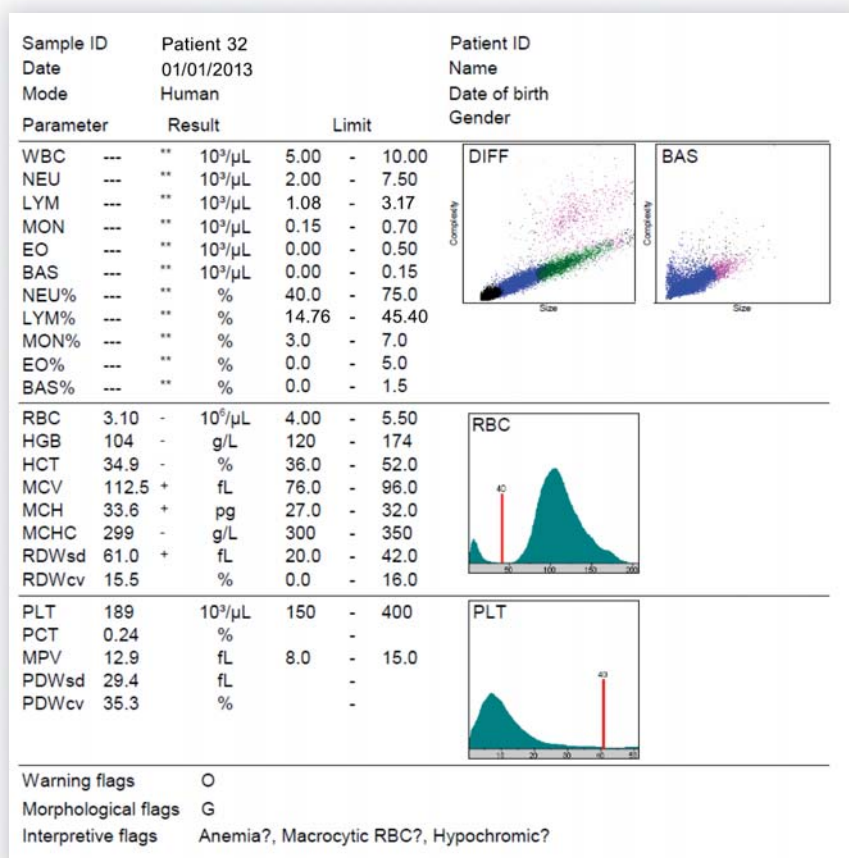 Sample ID Patient 32 Patient ID
Date 01/01/2013 Name
Mode Human Date of birth
Parameter Result Limit Gender
WBC --- ** 10³/µL 5.00 - 10.00
NEU --- ** 10³/µL 2.00 - 7.50
LYM --- ** 10³/µL 1.08 - 3.17
MON --- ** 10³/µL 0.15 - 0.70
EO --- ** 10³/µL 0.00 - 0.50
BAS --- ** 10³/µL 0.00 - 0.15
NEU% --- ** % 40.0 - 75.0
LYM% --- ** % 14.76 - 45.40
MON% --- ** % 3.0 - 7.0
EO% --- ** % 0.0 - 5.0
BAS% --- ** % 0.0 - 1.5
DIFF
Complexity
Size
BAS
Complexity
Size
RBC 3.10 - 10⁶/µL 4.00 - 5.50
HGB 104 - g/L 120 - 174
HCT 34.9 - % 36.0 - 52.0
MCV 112.5 + fL 76.0 - 96.0
MCH 33.6 + pg 27.0 - 32.0
MCHC 299 - g/L 300 - 350
RDWsd 61.0 + fL 20.0 - 42.0
RDWcv 15.5 % 0.0 - 16.0
RBC
40
50 100 150 200
PLT 189 10³/µL 150 - 400
PCT 0.24 % -
MPV 12.9 fL 8.0 - 15.0
PDWsd 29.4 fL -
PDWcv 35.3 % -
PLT
40
10 20 30 40 50
Warning flags O
Morphological flags G
Interpretive flags Anemia?, Macrocytic RBC?, Hypochromic?